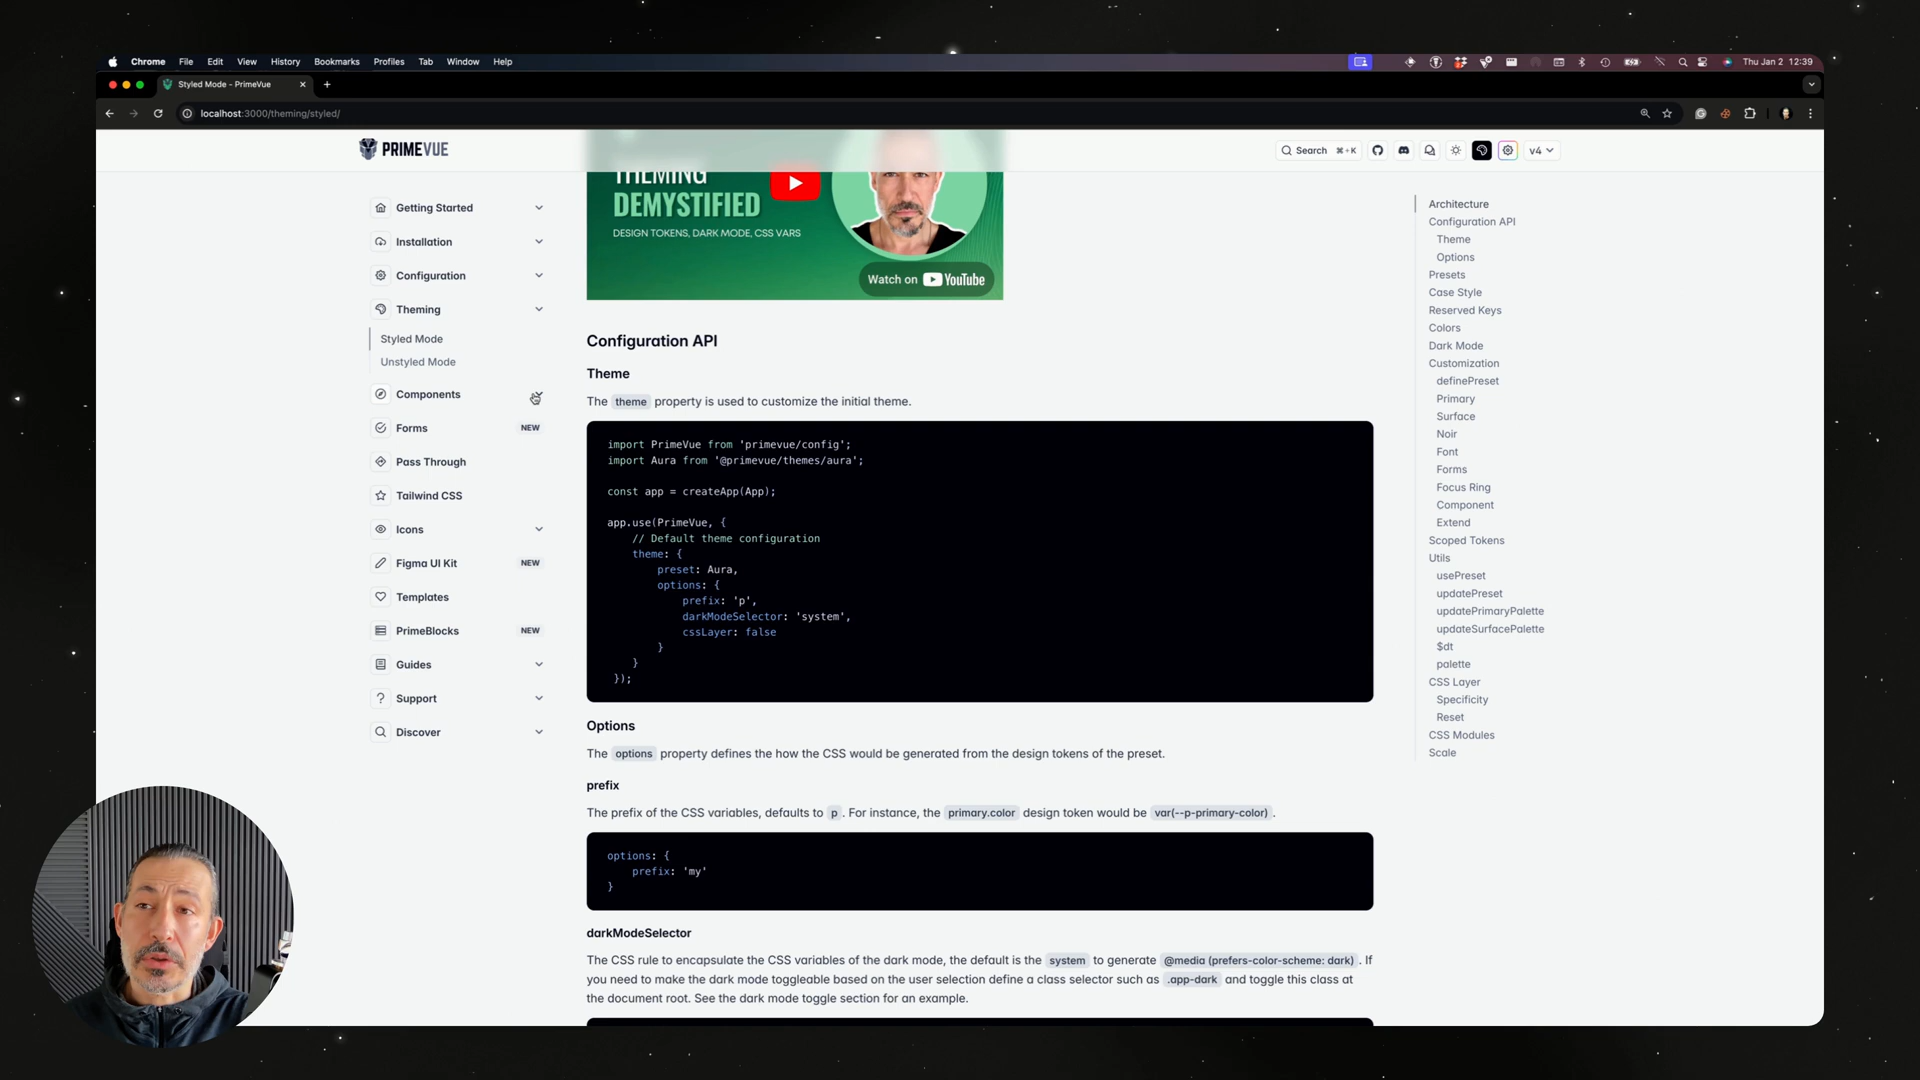 Chrome File Edit View History Bookmarks Profiles Tab Window Help
Thu Jan 2 12:39
Styled Mode - PrimeVue
localhost:3000/theming/styled/
PRIMEVUE
Search ⌘+K
v4
Getting Started
Installation
Configuration
Theming
Styled Mode
Unstyled Mode
Components
Forms NEW
Pass Through
Tailwind CSS
Icons
Figma UI Kit NEW
Templates
PrimeBlocks NEW
Guides
Support
Discover
THEMING
DEMYSTIFIED
DESIGN TOKENS, DARK MODE, CSS VARS
Watch on YouTube
Configuration API
Theme
The theme property is used to customize the initial theme.
import PrimeVue from 'primevue/config';
import Aura from '@primevue/themes/aura';
const app = createApp(App);
app.use(PrimeVue, {
// Default theme configuration
theme: {
preset: Aura,
options: {
prefix: 'p',
darkModeSelector: 'system',
cssLayer: false
}
}
});
Options
The options property defines the how the CSS would be generated from the design tokens of the preset.
prefix
The prefix of the CSS variables, defaults to p . For instance, the primary.color design token would be var(--p-primary-color) .
options: {
prefix: 'my'
}
darkModeSelector
The CSS rule to encapsulate the CSS variables of the dark mode, the default is the system to generate @media (prefers-color-scheme: dark) . If
you need to make the dark mode toggleable based on the user selection define a class selector such as .app-dark and toggle this class at
the document root. See the dark mode toggle section for an example.
Architecture
Configuration API
Theme
Options
Presets
Case Style
Reserved Keys
Colors
Dark Mode
Customization
definePreset
Primary
Surface
Noir
Font
Forms
Focus Ring
Component
Extend
Scoped Tokens
Utils
usePreset
updatePreset
updatePrimaryPalette
updateSurfacePalette
$dt
palette
CSS Layer
Specificity
Reset
CSS Modules
Scale